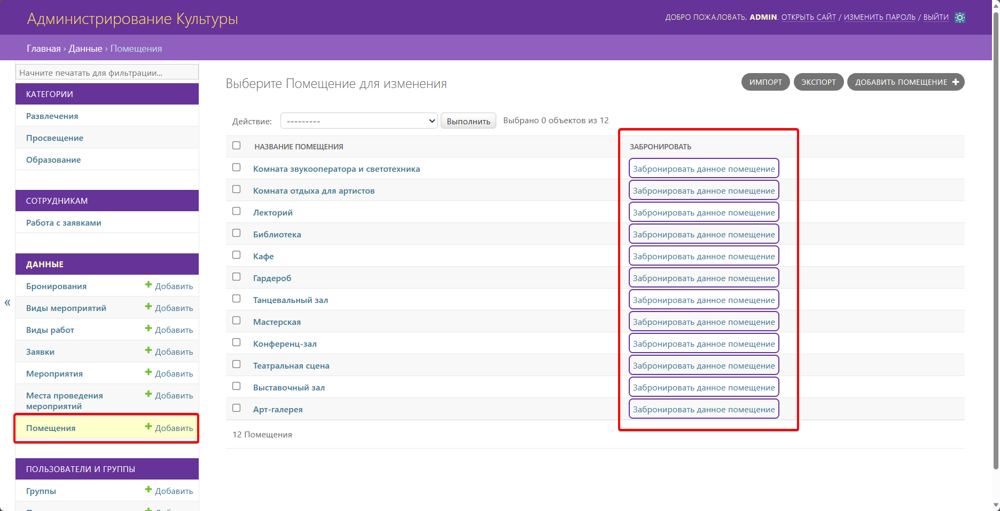 Администрирование Культуры
ДОБРО ПОЖАЛОВАТЬ, ADMIN. ОТКРЫТЬ САЙТ / ИЗМЕНИТЬ ПАРОЛЬ / ВЫЙТИ
Главная › Данные › Помещения
Начните печатать для фильтрации...
КАТЕГОРИИ
Развлечения
Просвещение
Образование
СОТРУДНИКАМ
Работа с заявками
ДАННЫЕ
Бронирования Добавить
Виды мероприятий Добавить
Виды работ Добавить
Заявки Добавить
Мероприятия Добавить
Места проведения Добавить
мероприятий
Помещения Добавить
ПОЛЬЗОВАТЕЛИ И ГРУППЫ
Группы Добавить
«
Выберите Помещение для изменения
ИМПОРТ
ЭКСПОРТ
ДОБАВИТЬ ПОМЕЩЕНИЕ
Действие: --------- Выполнить Выбрано 0 объектов из 12
НАЗВАНИЕ ПОМЕЩЕНИЯ ЗАБРОНИРОВАТЬ
Комната звукооператора и светотехника Забронировать данное помещение
Комната отдыха для артистов Забронировать данное помещение
Лекторий Забронировать данное помещение
Библиотека Забронировать данное помещение
Кафе Забронировать данное помещение
Гардероб Забронировать данное помещение
Танцевальный зал Забронировать данное помещение
Мастерская Забронировать данное помещение
Конференц-зал Забронировать данное помещение
Театральная сцена Забронировать данное помещение
Выставочный зал Забронировать данное помещение
Арт-галерея Забронировать данное помещение
12 Помещения